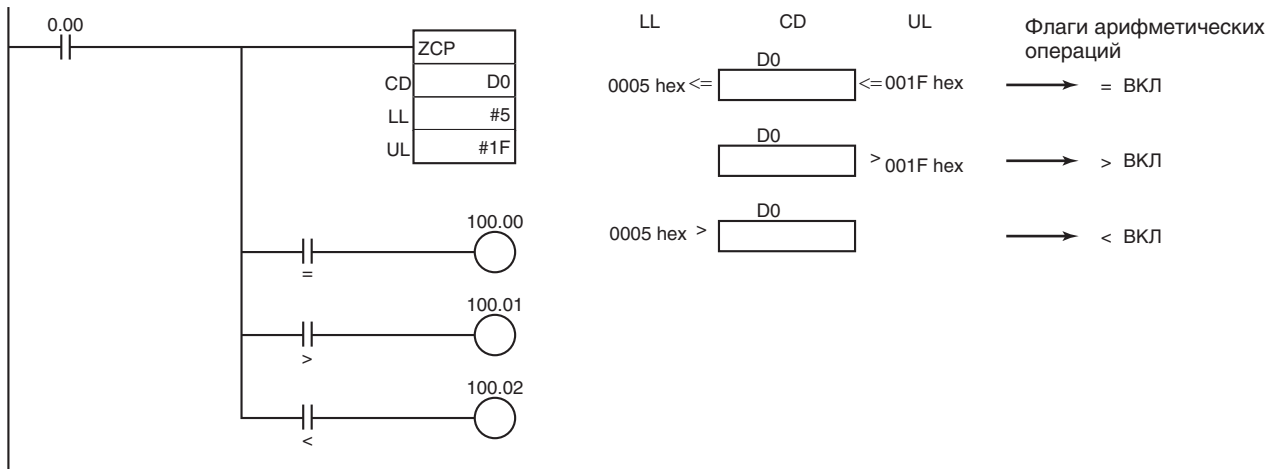 0.00
ZCP
CD D0
LL #5
UL #1F
100.00
=
100.01
>
100.02
<
LL CD UL Флаги арифметических
операций
D0
0005 hex <= <= 001F hex = ВКЛ
D0
> 001F hex > ВКЛ
D0
0005 hex > < ВКЛ